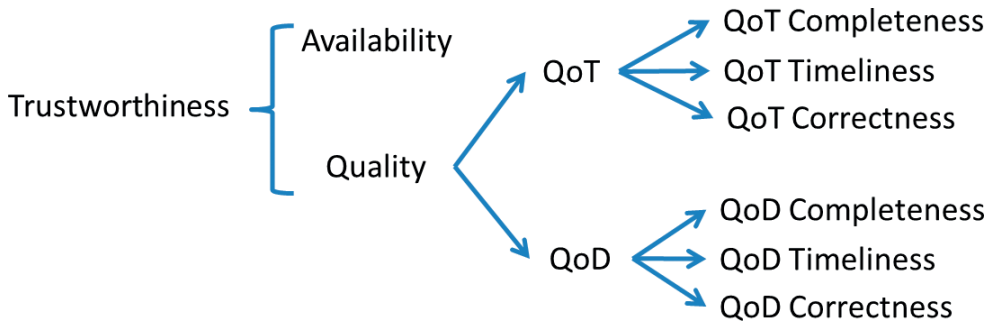 Trustworthiness
Availability
Quality
QoT
QoT Completeness
QoT Timeliness
QoT Correctness
QoD
QoD Completeness
QoD Timeliness
QoD Correctness